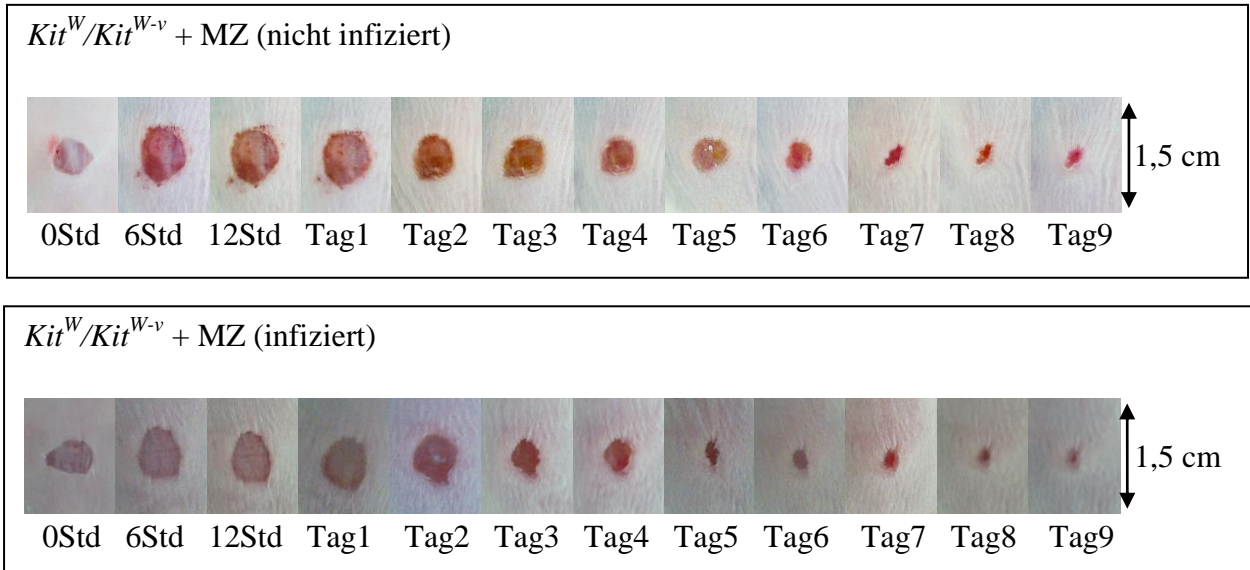 Kit^W/Kit^W-v + MZ (nicht infiziert)
1,5 cm
0Std 6Std 12Std Tag1 Tag2 Tag3 Tag4 Tag5 Tag6 Tag7 Tag8 Tag9
Kit^W/Kit^W-v + MZ (infiziert)
1,5 cm
0Std 6Std 12Std Tag1 Tag2 Tag3 Tag4 Tag5 Tag6 Tag7 Tag8 Tag9